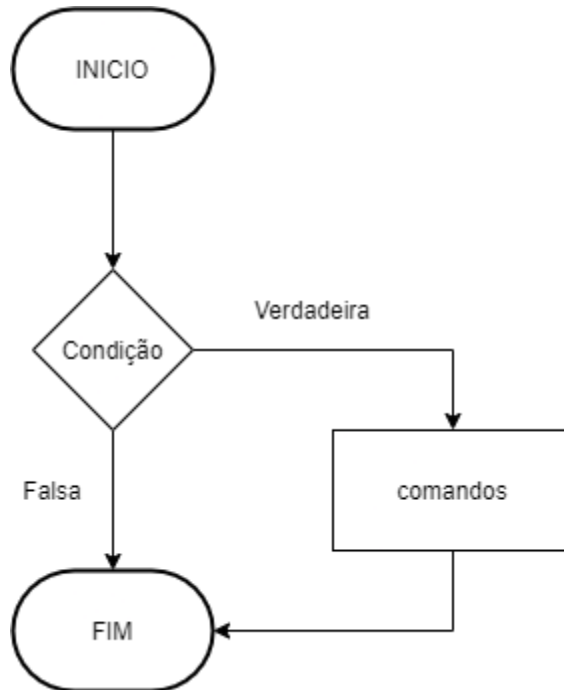 INICIO
Verdadeira
Condição
Falsa
comandos
FIM